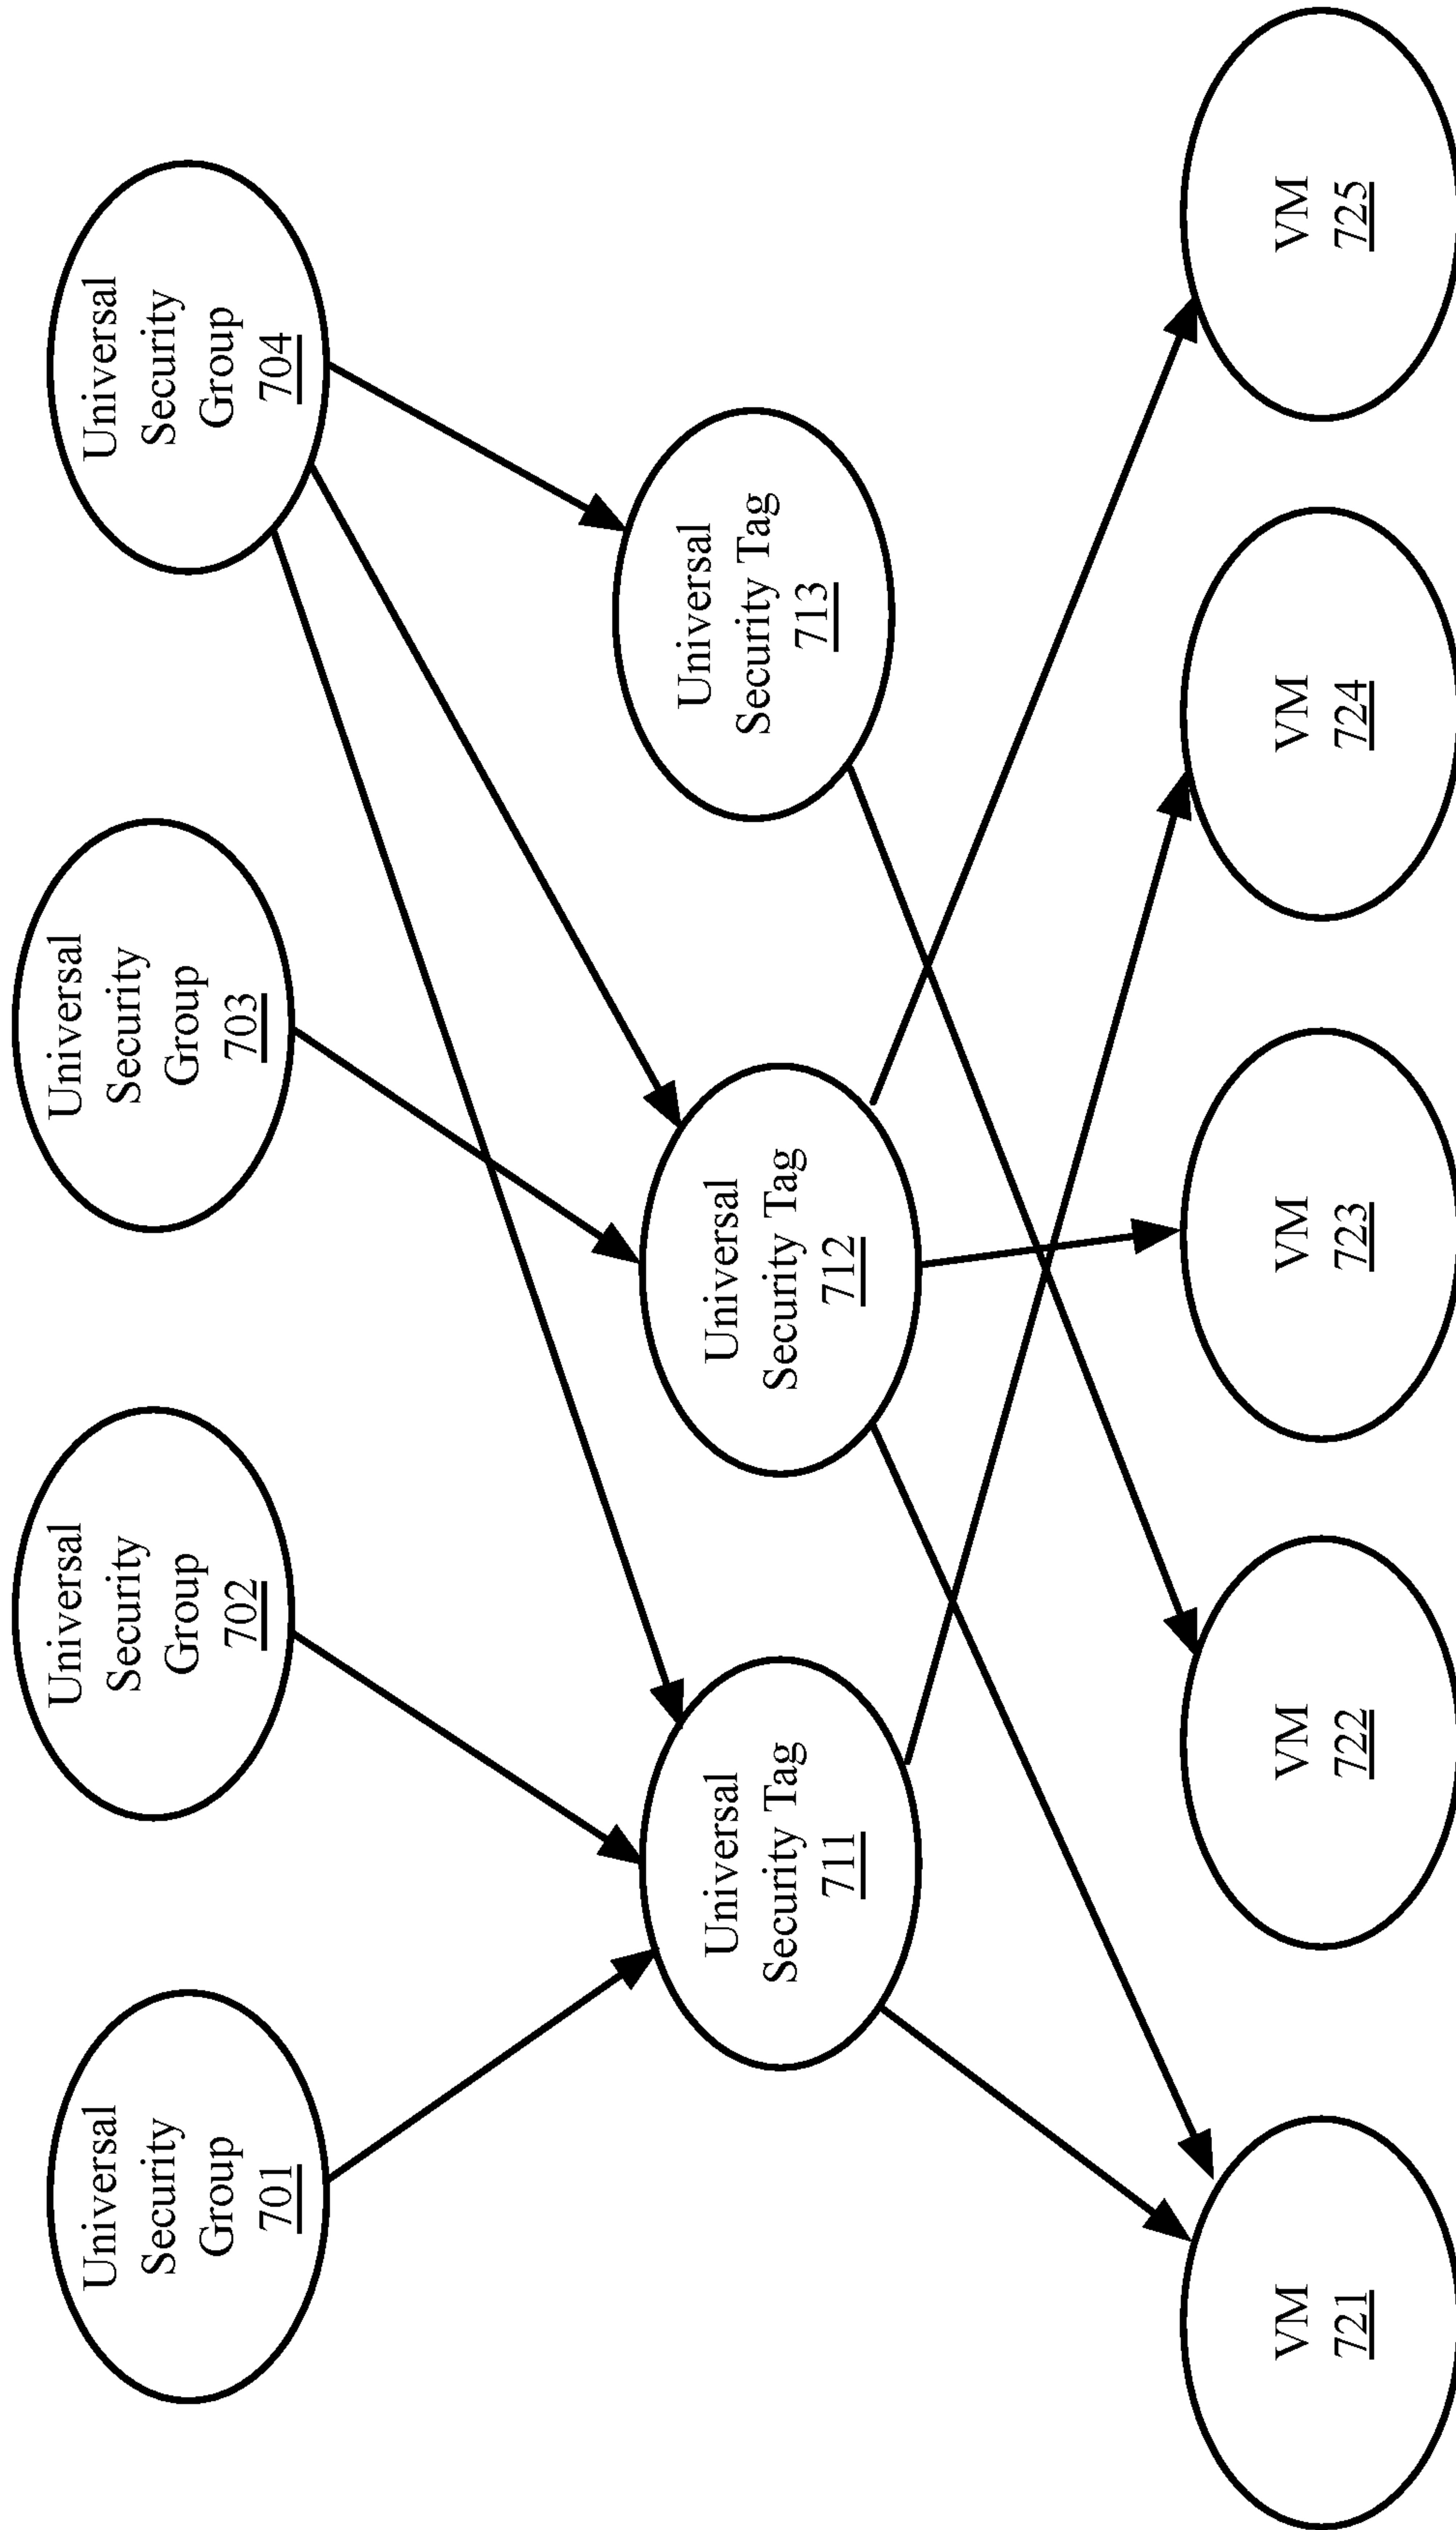 Universal
Security
Group
701
Universal
Security
Group
702
Universal
Security
Group
703
Universal
Security
Group
704
Universal
Security Tag
711
Universal
Security Tag
712
Universal
Security Tag
713
VM
721
VM
722
VM
723
VM
724
VM
725